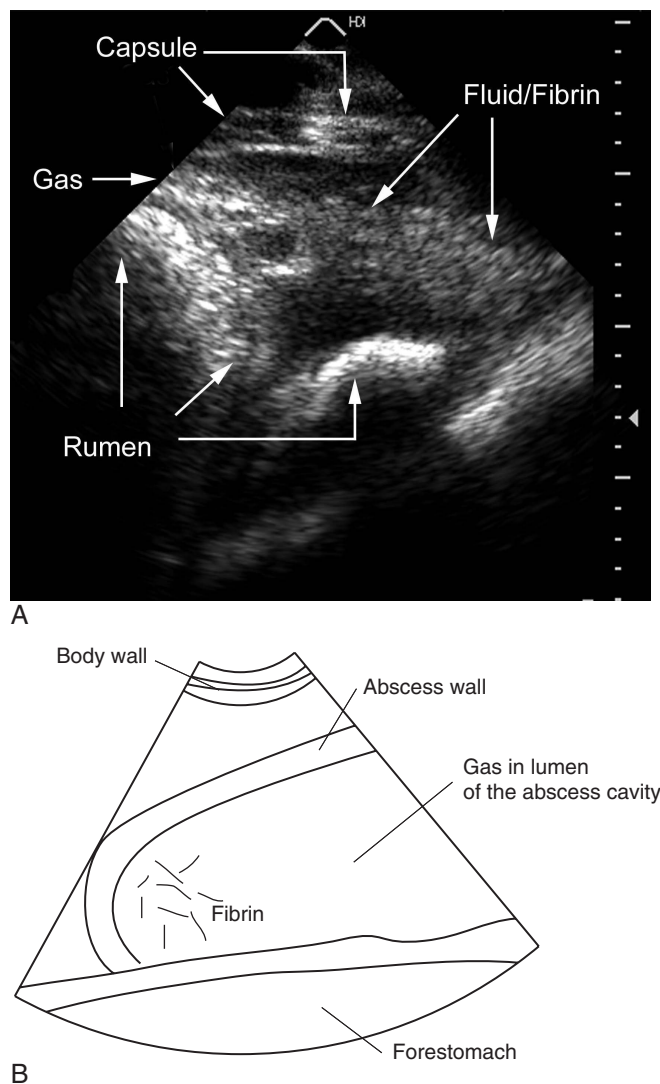 HDI
Capsule
Fluid/Fibrin
Gas
Rumen
A
Body wall
Abscess wall
Gas in lumen
of the abscess cavity
Fibrin
Forestomach
B